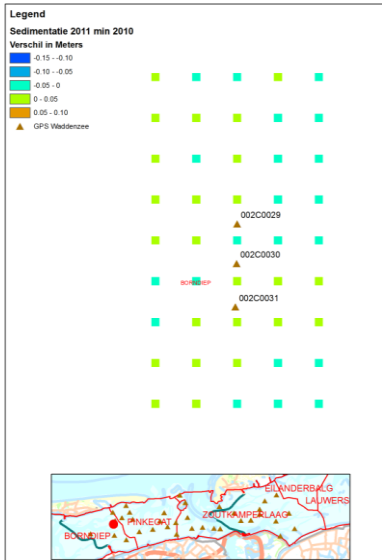 Legend
Sedimentatie 2011 min 2010
Verschil in Meters
-0.15 - -0.10
-0.10 - -0.05
-0.05 - 0
0 - 0.05
0.05 - 0.10
GPS Waddenzee
002C0029
002C0030
BORNDIEP
002C0031
EILANDERBALG
LAUWERS
ZOUTKAMPERLAAG
PINKEGAT
BORNDIEP